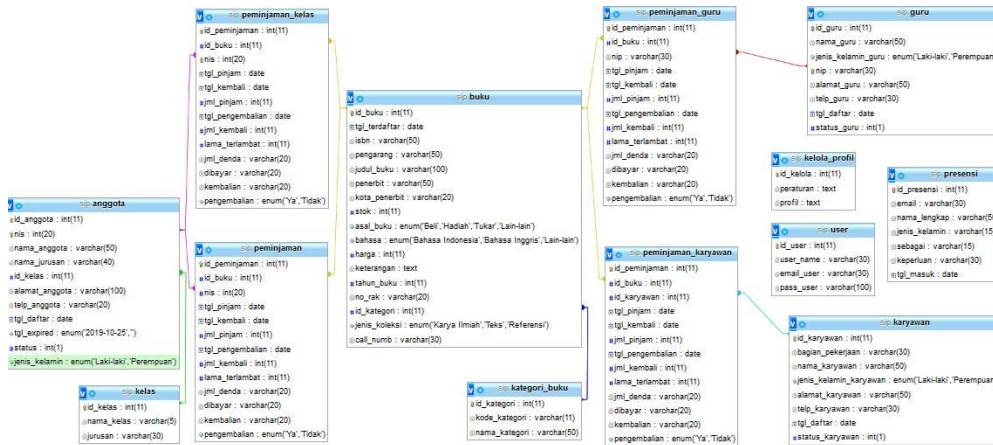 sip peminjaman_kelas
id_peminjaman : int(11)
id_buku : int(11)
nis : int(20)
tgl_pinjam : date
tgl_kembali : date
jml_pinjam : int(11)
tgl_pengembalian : date
jml_kembali : int(11)
lama_terlambat : int(11)
jml_denda : varchar(20)
dibayar : varchar(20)
kembalian : varchar(20)
pengembalian : enum('Ya','Tidak')
sip anggota
id_anggota : int(11)
nis : int(20)
nama_anggota : varchar(50)
nama_jurusan : varchar(40)
id_kelas : int(11)
alamat_anggota : varchar(100)
telp_anggota : varchar(20)
tgl_daftar : date
tgl_expired : enum('2019-10-25','')
status : int(1)
jenis_kelamin : enum('Laki-laki','Perempuan')
sip kelas
id_kelas : int(11)
nama_kelas : varchar(5)
jurusan : varchar(30)
sip peminjaman
id_peminjaman : int(11)
id_buku : int(11)
nis : int(20)
tgl_pinjam : date
tgl_kembali : date
jml_pinjam : int(11)
tgl_pengembalian : date
jml_kembali : int(11)
lama_terlambat : int(11)
jml_denda : varchar(20)
dibayar : varchar(20)
kembalian : varchar(20)
pengembalian : enum('Ya','Tidak')
sip buku
id_buku : int(11)
tgl_terdaftar : date
isbn : varchar(50)
pengarang : varchar(50)
judul_buku : varchar(100)
penerbit : varchar(50)
kota_penerbit : varchar(20)
stok : int(11)
asal_buku : enum('Beli','Hadiah','Tukar','Lain-lain')
bahasa : enum('Bahasa Indonesia','Bahasa Inggris','Lain-lain')
harga : int(11)
keterangan : text
tahun_buku : int(11)
no_rak : varchar(20)
id_kategori : int(11)
jenis_koleksi : enum('Karya Ilmiah','Teks','Referensi')
call_numb : varchar(30)
sip kategori_buku
id_kategori : int(11)
kode_kategori : varchar(11)
nama_kategori : varchar(50)
sip peminjaman_guru
id_peminjaman : int(11)
id_buku : int(11)
nip : varchar(30)
tgl_pinjam : date
tgl_kembali : date
jml_pinjam : int(11)
tgl_pengembalian : date
jml_kembali : int(11)
lama_terlambat : int(11)
jml_denda : varchar(20)
dibayar : varchar(20)
kembalian : varchar(20)
pengembalian : enum('Ya','Tidak')
sip peminjaman_karyawan
id_peminjaman : int(11)
id_buku : int(11)
id_karyawan : int(11)
tgl_pinjam : date
tgl_kembali : date
jml_pinjam : int(11)
tgl_pengembalian : date
jml_kembali : int(11)
lama_terlambat : int(11)
jml_denda : varchar(20)
dibayar : varchar(20)
kembalian : varchar(20)
pengembalian : enum('Ya','Tidak')
sip guru
id_guru : int(11)
nama_guru : varchar(50)
jenis_kelamin_guru : enum('Laki-laki','Perempuan'
nip : varchar(30)
alamat_guru : varchar(50)
telp_guru : varchar(30)
tgl_daftar : date
status_guru : int(1)
sip kelola_profil
id_kelola : int(11)
peraturan : text
profil : text
sip user
id_user : int(11)
user_name : varchar(30)
email_user : varchar(30)
pass_user : varchar(100)
sip presensi
id_presensi : int(11)
email : varchar(30)
nama_lengkap : varchar(50
jenis_kelamin : varchar(15
sebagai : varchar(15)
keperluan : varchar(30)
tgl_masuk : date
sip karyawan
id_karyawan : int(11)
bagian_pekerjaan : varchar(30)
nama_karyawan : varchar(50)
jenis_kelamin_karyawan : enum('Laki-laki','Perempuan
alamat_karyawan : varchar(50)
telp_karyawan : varchar(30)
tgl_daftar : date
status_karyawan : int(1)